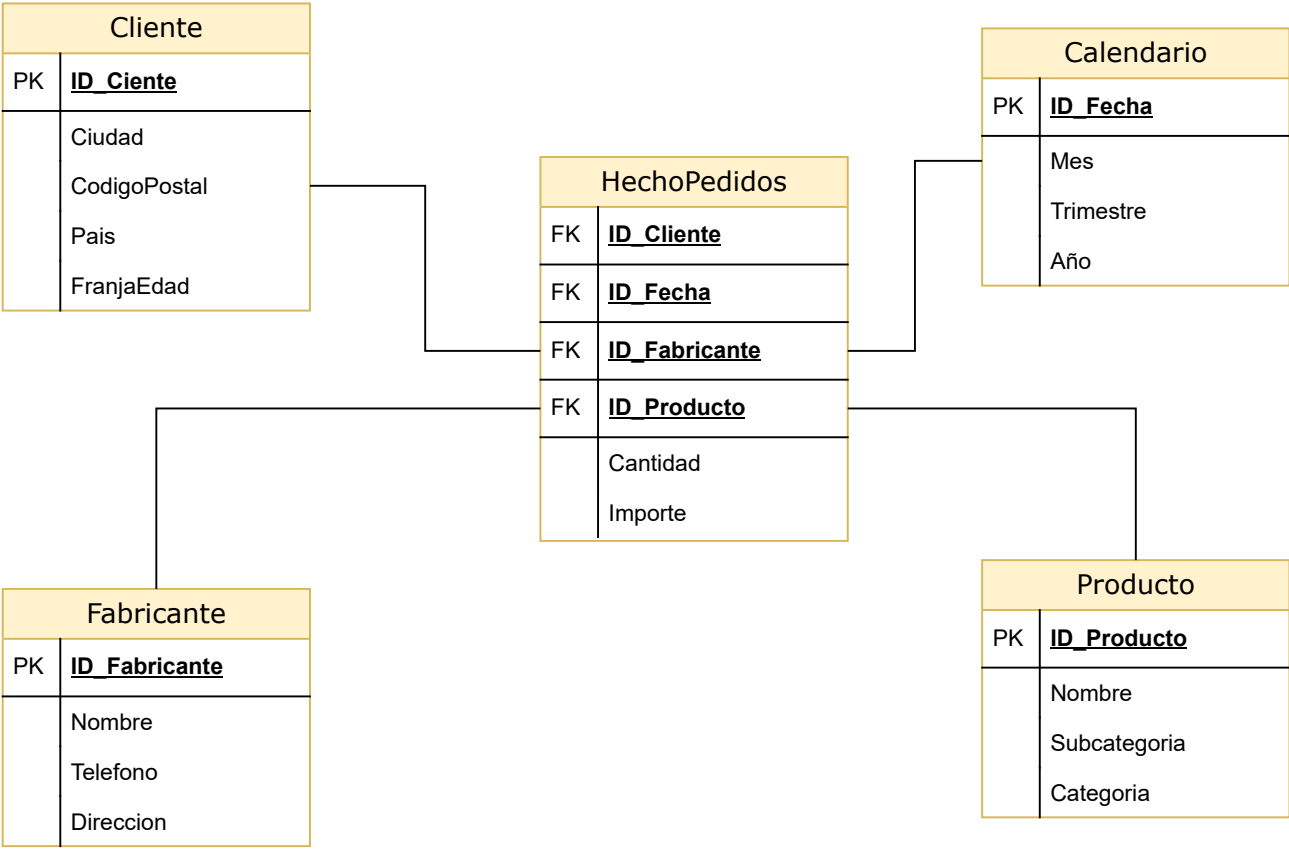 Cliente
PK ID_Ciente
Ciudad
CodigoPostal
Pais
FranjaEdad
Calendario
PK ID_Fecha
Mes
Trimestre
Año
HechoPedidos
FK ID_Cliente
FK ID_Fecha
FK ID_Fabricante
FK ID_Producto
Cantidad
Importe
Fabricante
PK ID_Fabricante
Nombre
Telefono
Direccion
Producto
PK ID_Producto
Nombre
Subcategoria
Categoria